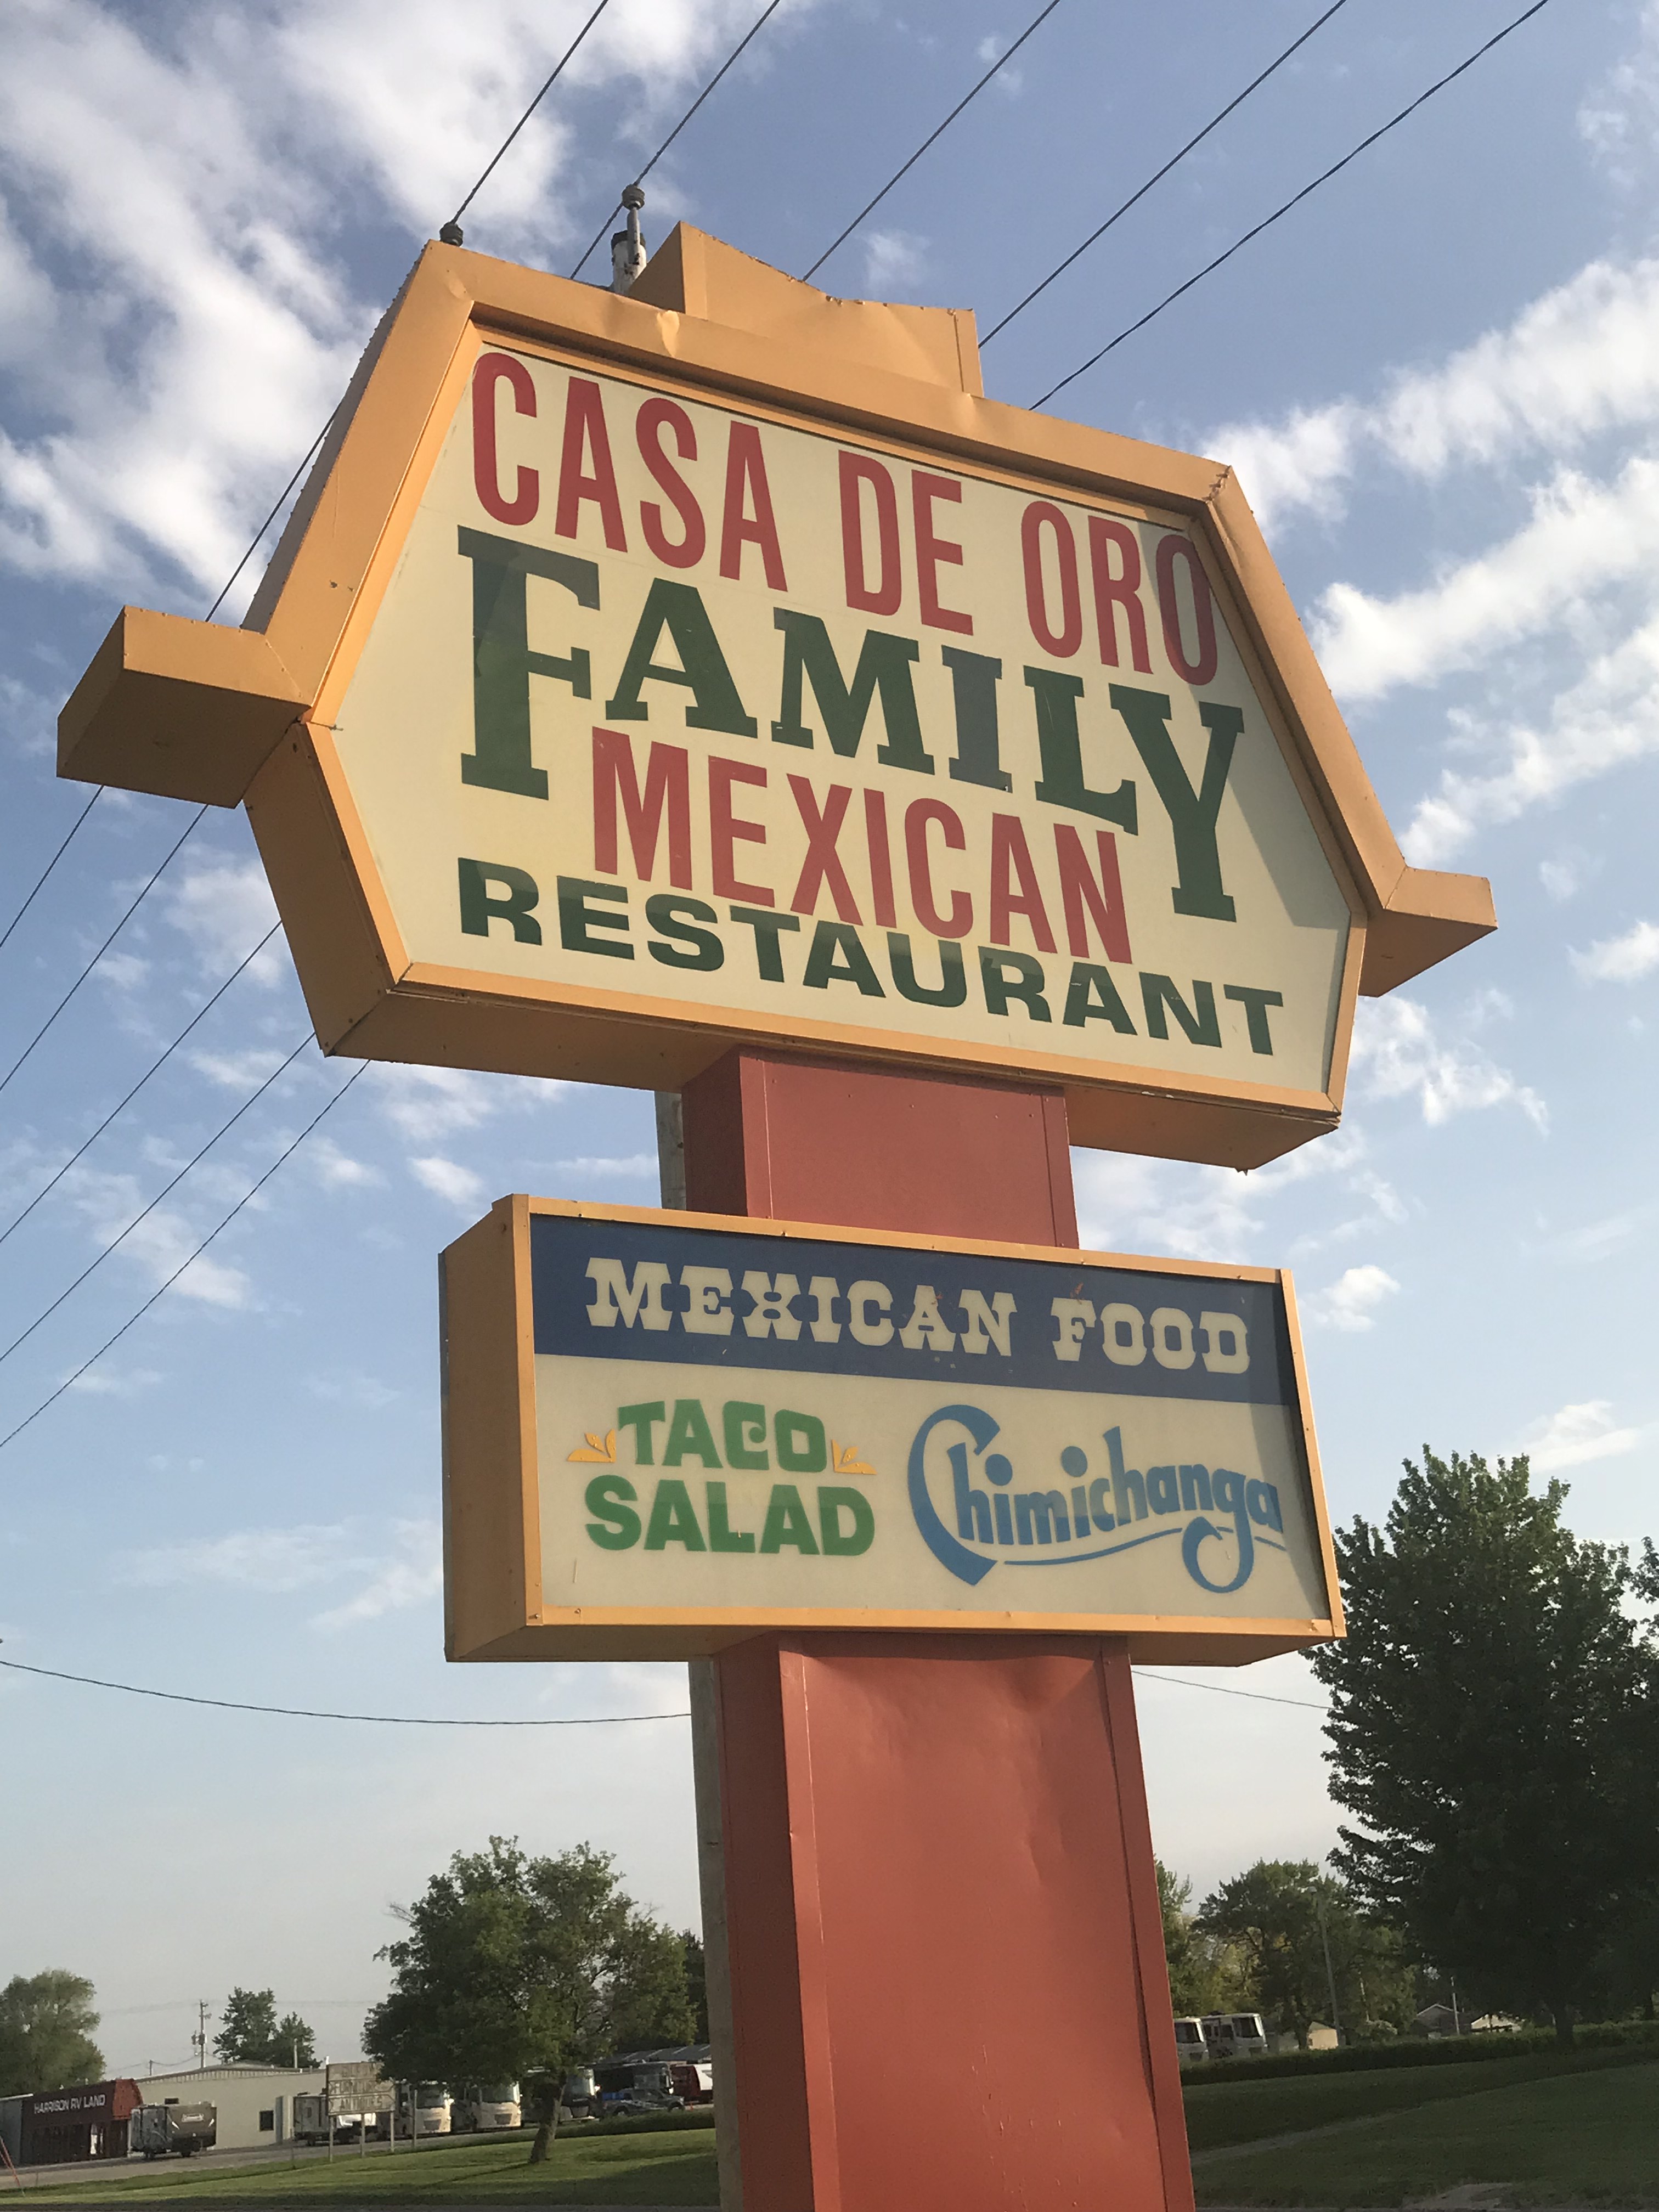 CASA DE ORO
FAMILY
MEXICAN
RESTAURANT
MEXICAN FOOD
TACO
SALAD
Chimichanga
HARRISON RV LAND